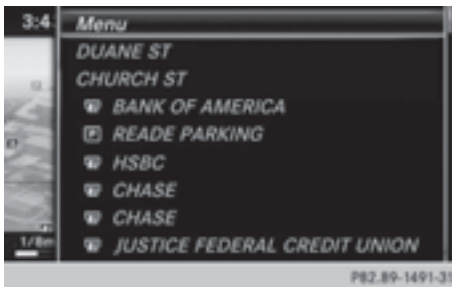 3:4
Menu
DUANE ST
CHURCH ST
BANK OF AMERICA
P READE PARKING
HSBC
CHASE
CHASE
JUSTICE FEDERAL CREDIT UNION
1/8m
P82.89-1491-31